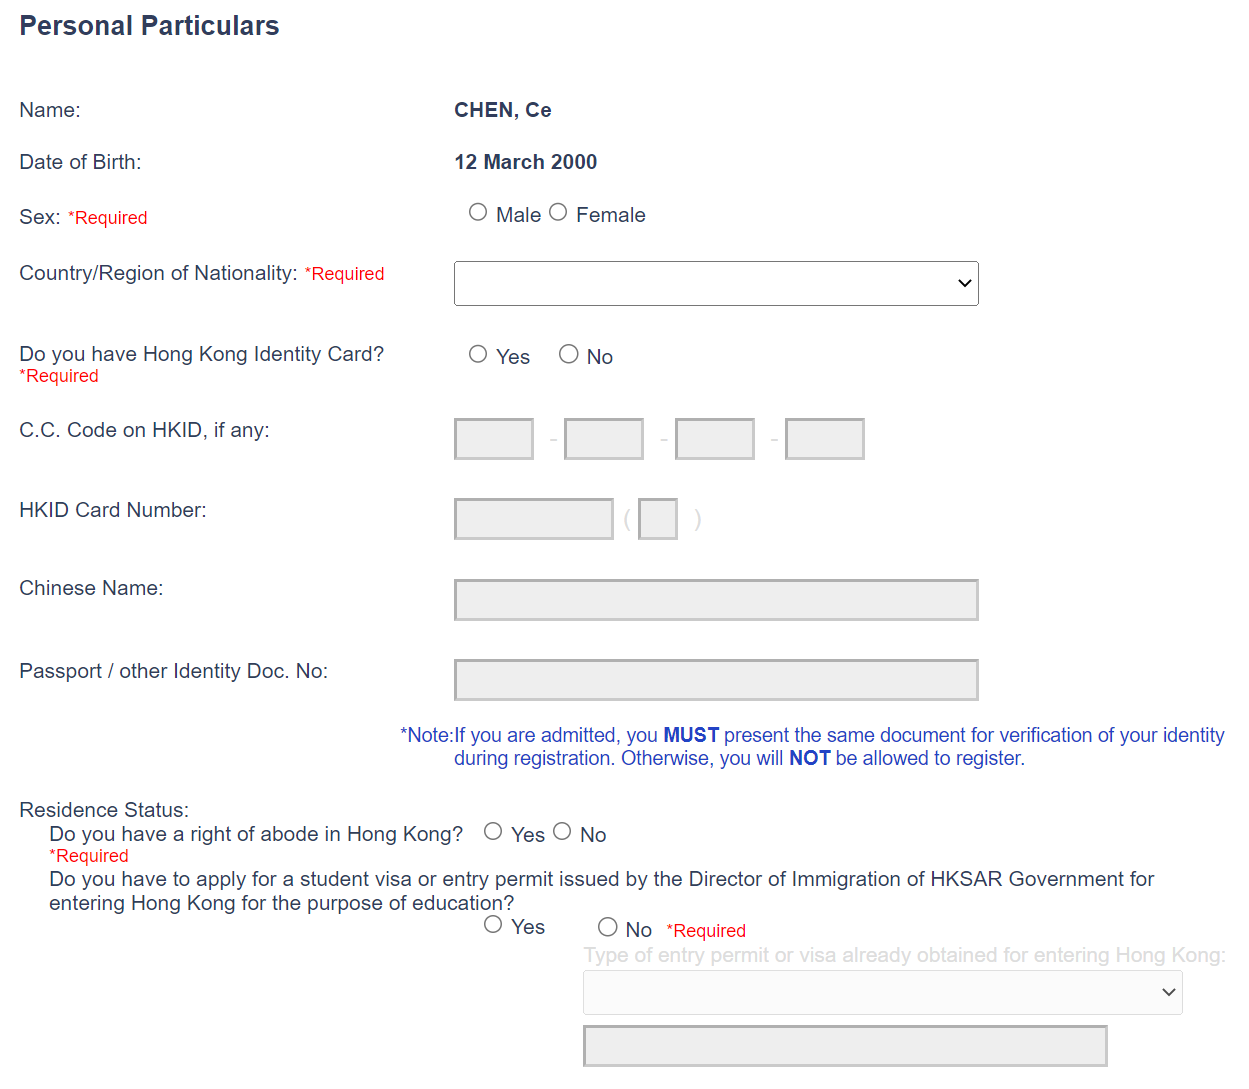 Personal Particulars
Name: CHEN, Ce
Date of Birth: 12 March 2000
Sex: *Required Male Female
Country/Region of Nationality: *Required
Do you have Hong Kong Identity Card? Yes No
*Required
C.C. Code on HKID, if any: - - -
HKID Card Number: ( )
Chinese Name:
Passport / other Identity Doc. No:
*Note:If you are admitted, you MUST present the same document for verification of your identity
during registration. Otherwise, you will NOT be allowed to register.
Residence Status:
Do you have a right of abode in Hong Kong? Yes No
*Required
Do you have to apply for a student visa or entry permit issued by the Director of Immigration of HKSAR Government for
entering Hong Kong for the purpose of education?
Yes No *Required
Type of entry permit or visa already obtained for entering Hong Kong: